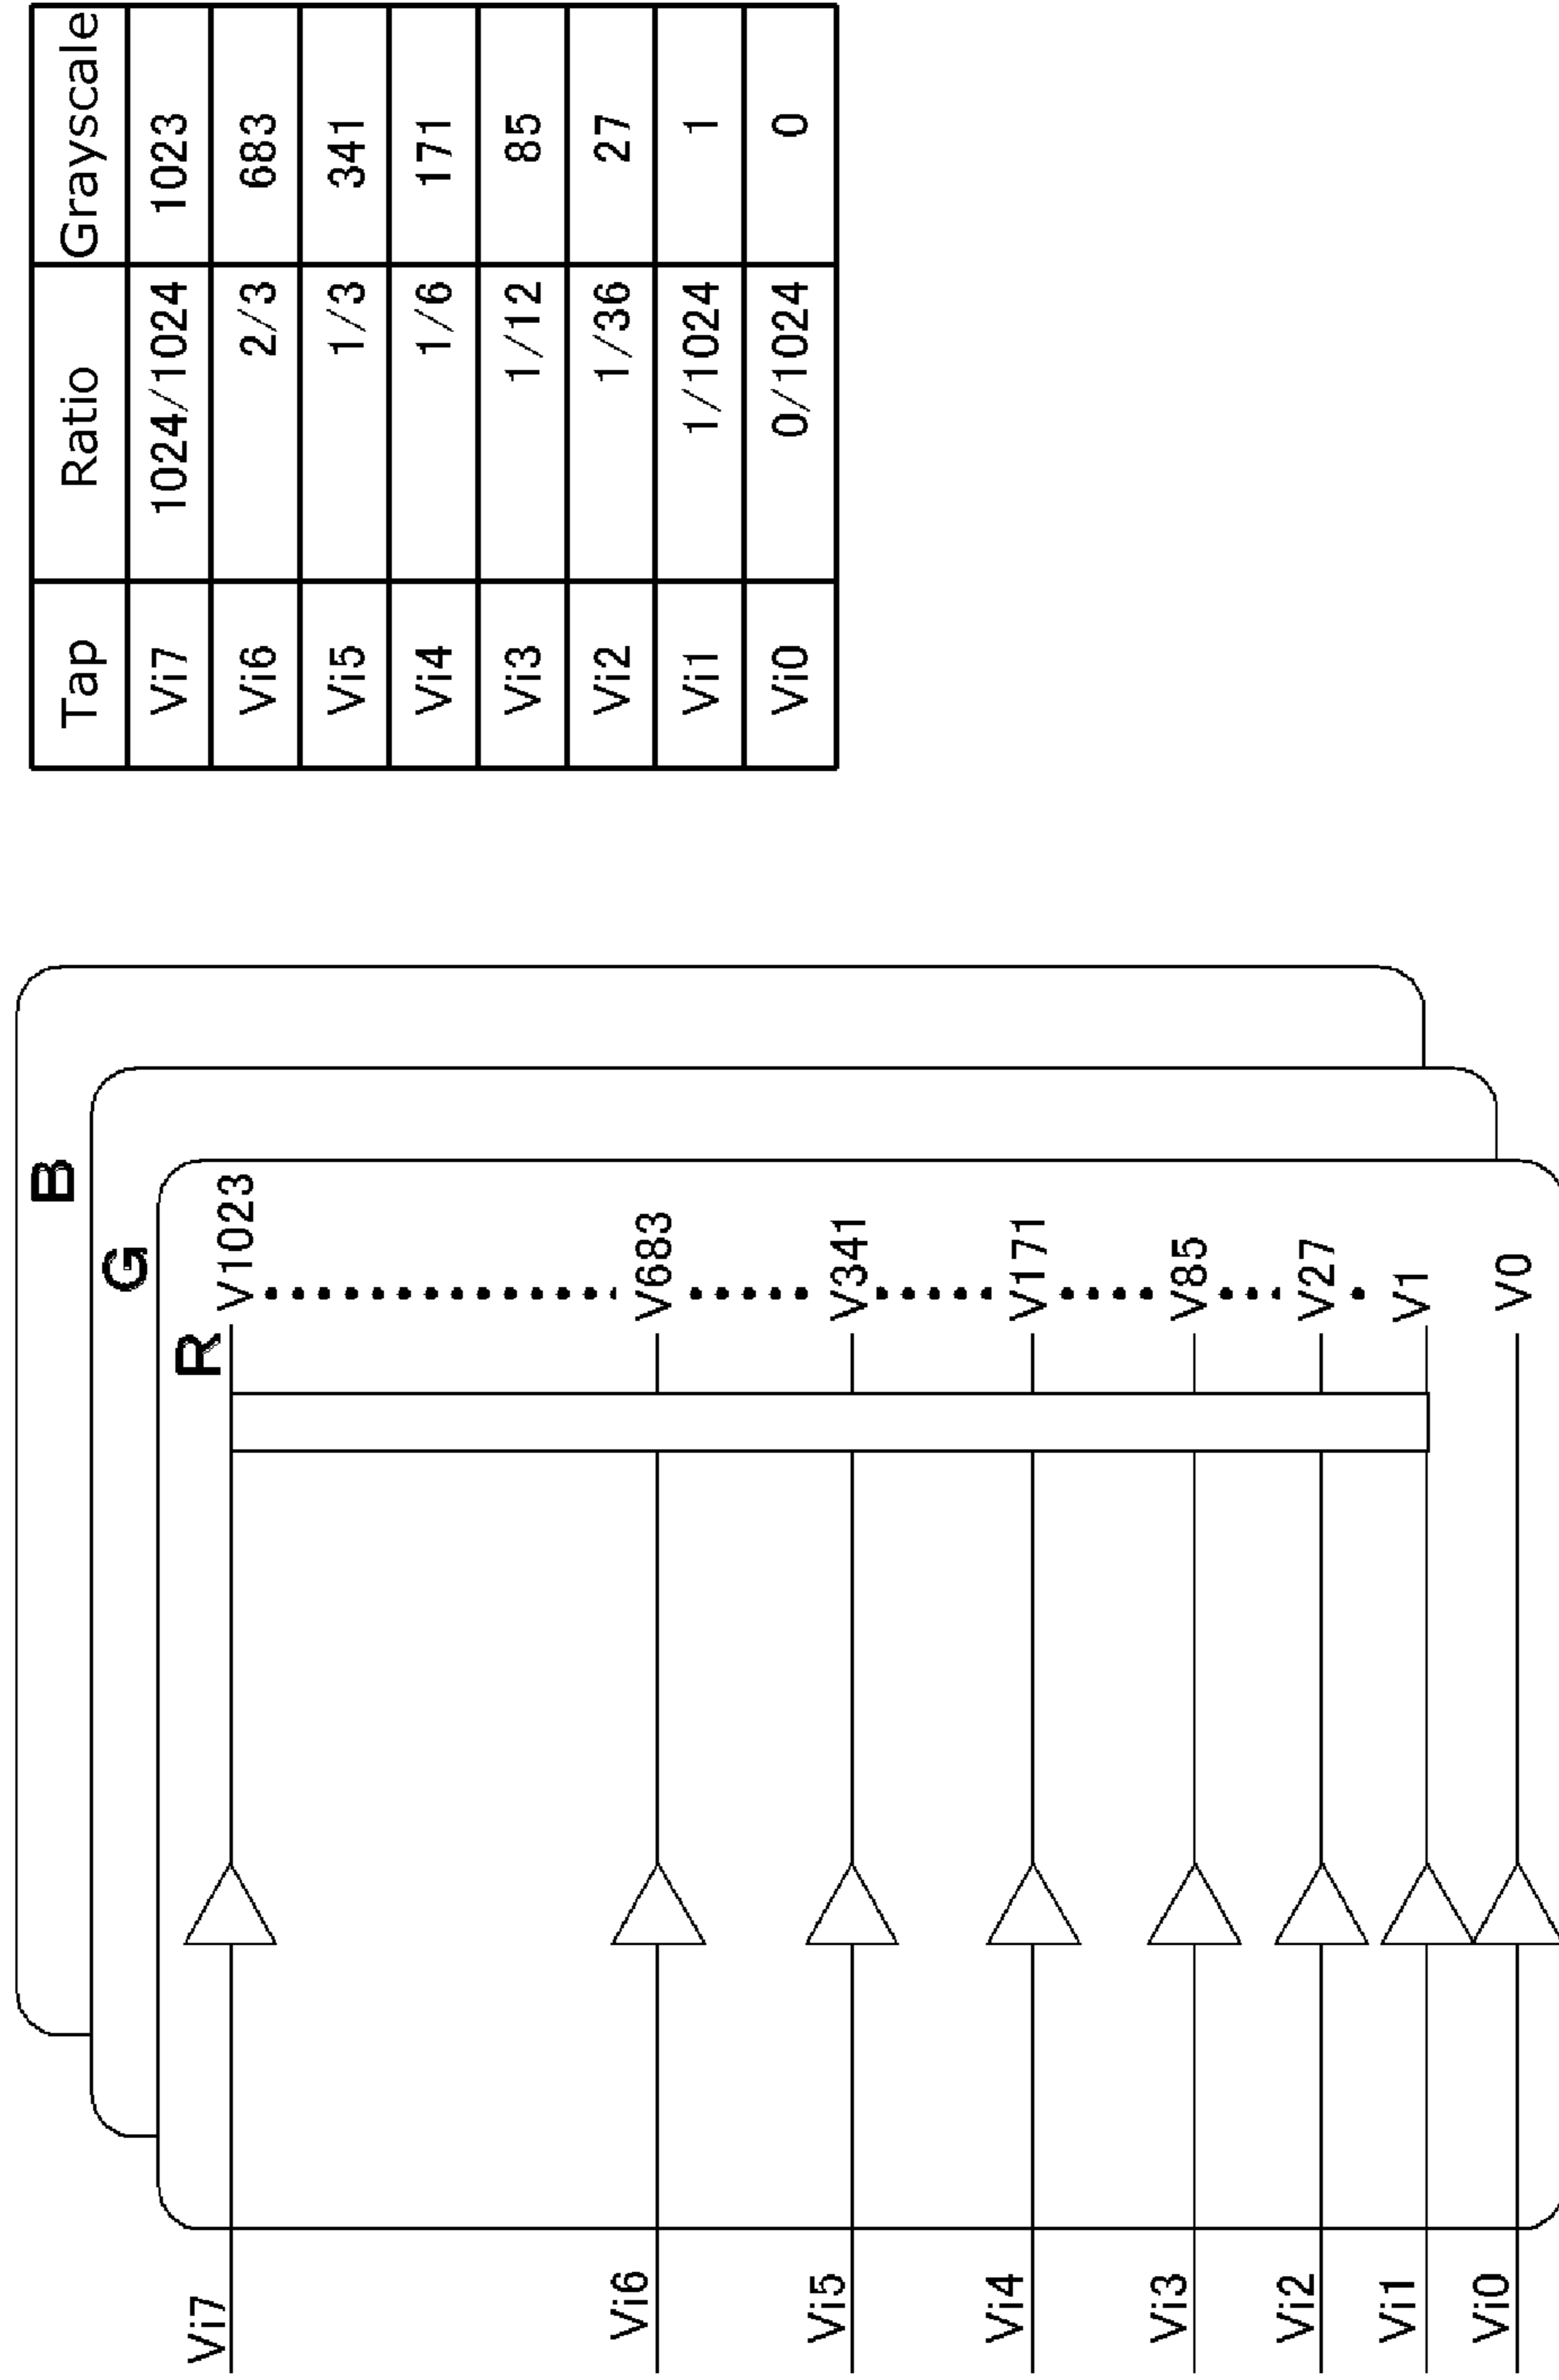 B
G
R
Vi7
V1023
Vi6
V683
Vi5
V341
Vi4
V171
Vi3
V85
Vi2
V27
Vi1
V1
Vi0
V0
Tap Ratio Grayscale
Vi7 1024/1024 1023
Vi6 2/3 683
Vi5 1/3 341
Vi4 1/6 171
Vi3 1/12 85
Vi2 1/36 27
Vi1 1/1024 1
Vi0 0/1024 0